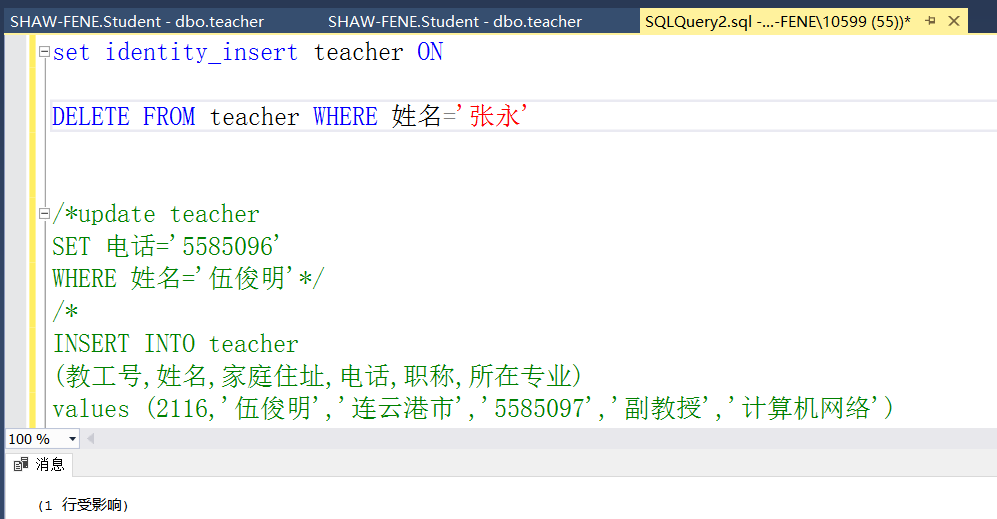 SHAW-FENE.Student - dbo.teacher SHAW-FENE.Student - dbo.teacher SQLQuery2.sql -...-FENE\10599 (55))*
set identity_insert teacher ON
DELETE FROM teacher WHERE 姓名='张永'
/*update teacher
SET 电话='5585096'
WHERE 姓名='伍俊明'*/
/*
INSERT INTO teacher
(教工号,姓名,家庭住址,电话,职称,所在专业)
values (2116,'伍俊明','连云港市','5585097','副教授','计算机网络')
100 %
消息
(1 行受影响)